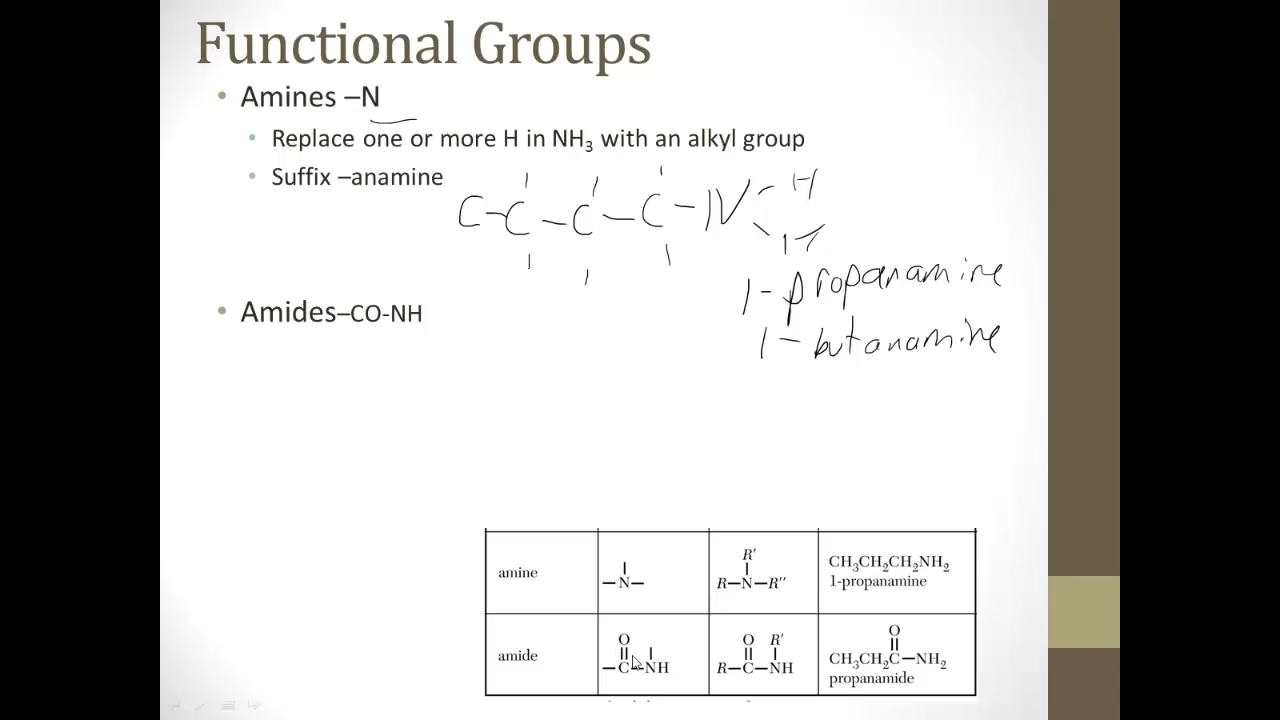 Functional Groups
• Amines –N
• Replace one or more H in NH₃ with an alkyl group
• Suffix –anamine
C–C–C–C–N–H
H
1-propanamine
• Amides–CO-NH
1-butanamine
amine
–N–
R'
R–N–R''
CH₃CH₂CH₂NH₂
1-propanamine
amide
O
–C–NH
O R'
R–C–NH
O
CH₃CH₂C–NH₂
propanamide